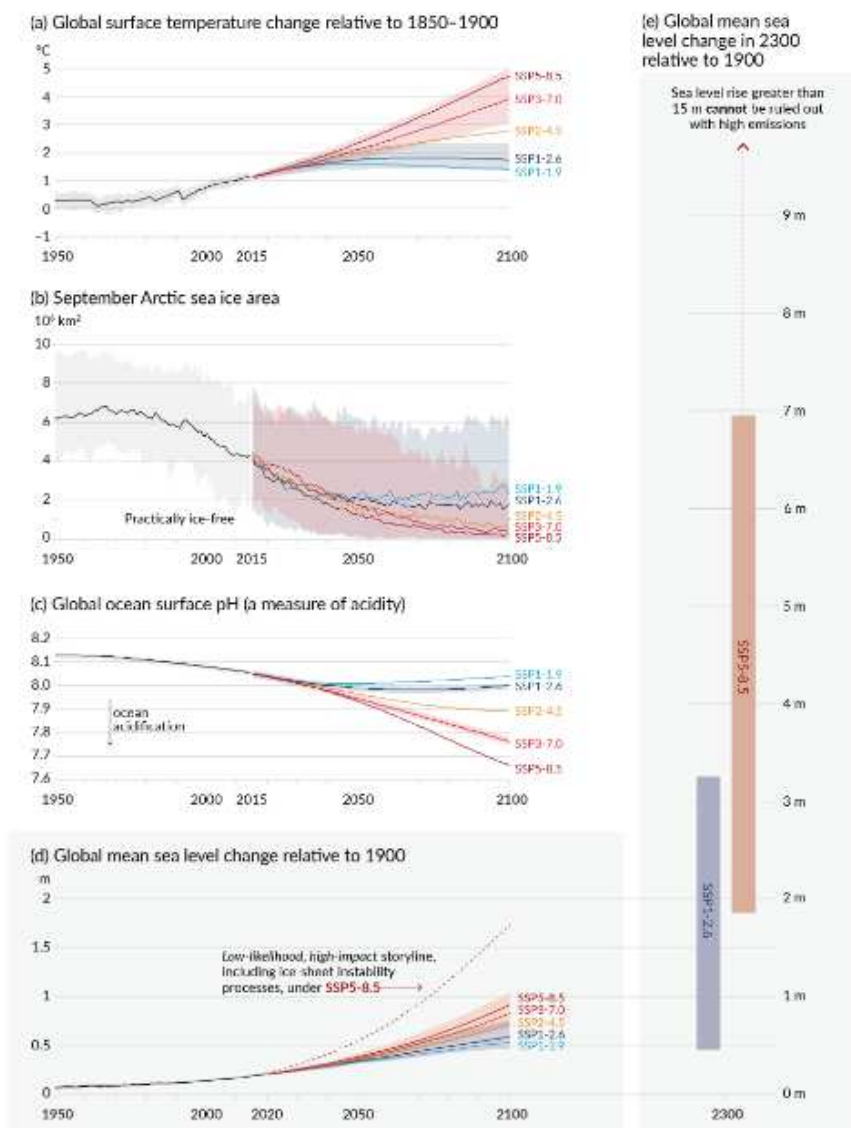 (a) Global surface temperature change relative to 1850–1900
°C
5
4
3
2
1
0
−1
1950
2000
2015
2050
2100
SSP5-8.5
SSP3-7.0
SSP2-4.5
SSP1-2.6
SSP1-1.9
(b) September Arctic sea ice area
10⁶ km²
10
8
6
4
2
0
Practically ice-free
1950
2000
2015
2050
2100
SSP1-1.9
SSP1-2.6
SSP2-4.5
SSP3-7.0
SSP5-8.5
(c) Global ocean surface pH (a measure of acidity)
8.2
8.1
8.0
7.9
7.8
7.7
7.6
ocean
acidification
1950
2000
2015
2050
2100
SSP1-1.9
SSP1-2.6
SSP2-4.5
SSP3-7.0
SSP5-8.5
(d) Global mean sea level change relative to 1900
m
2
1.5
1
0.5
0
Low-likelihood, high-impact storyline,
including ice-sheet instability
processes, under SSP5-8.5
1950
2000
2020
2050
2100
SSP5-8.5
SSP3-7.0
SSP2-4.5
SSP1-2.6
SSP1-1.9
(e) Global mean sea
level change in 2300
relative to 1900
Sea level rise greater than
15 m cannot be ruled out
with high emissions
9 m
8 m
7 m
6 m
5 m
4 m
3 m
2 m
1 m
0 m
SSP5-8.5
SSP1-2.6
2300